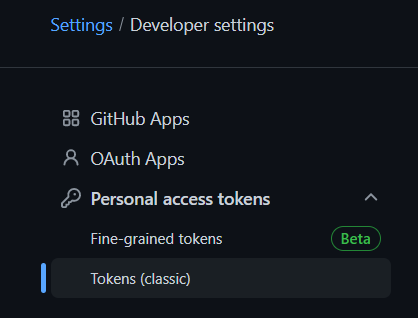 Settings / Developer settings
GitHub Apps
OAuth Apps
Personal access tokens
Fine-grained tokens Beta
Tokens (classic)